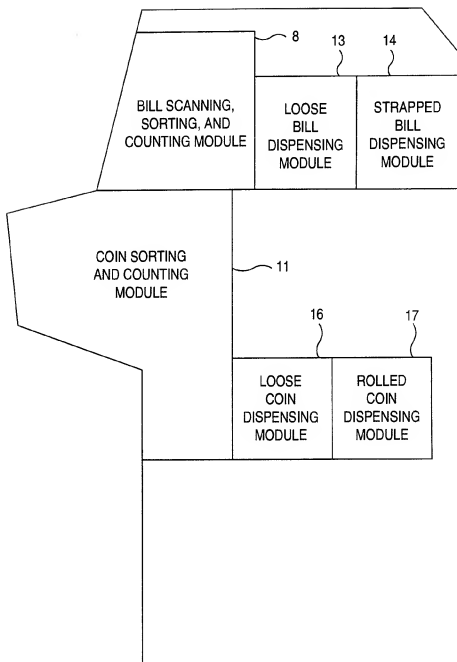 8
13
14
BILL SCANNING,
SORTING, AND
COUNTING MODULE
LOOSE
BILL
DISPENSING
MODULE
STRAPPED
BILL
DISPENSING
MODULE
COIN SORTING
AND COUNTING
MODULE
11
16
17
LOOSE
COIN
DISPENSING
MODULE
ROLLED
COIN
DISPENSING
MODULE